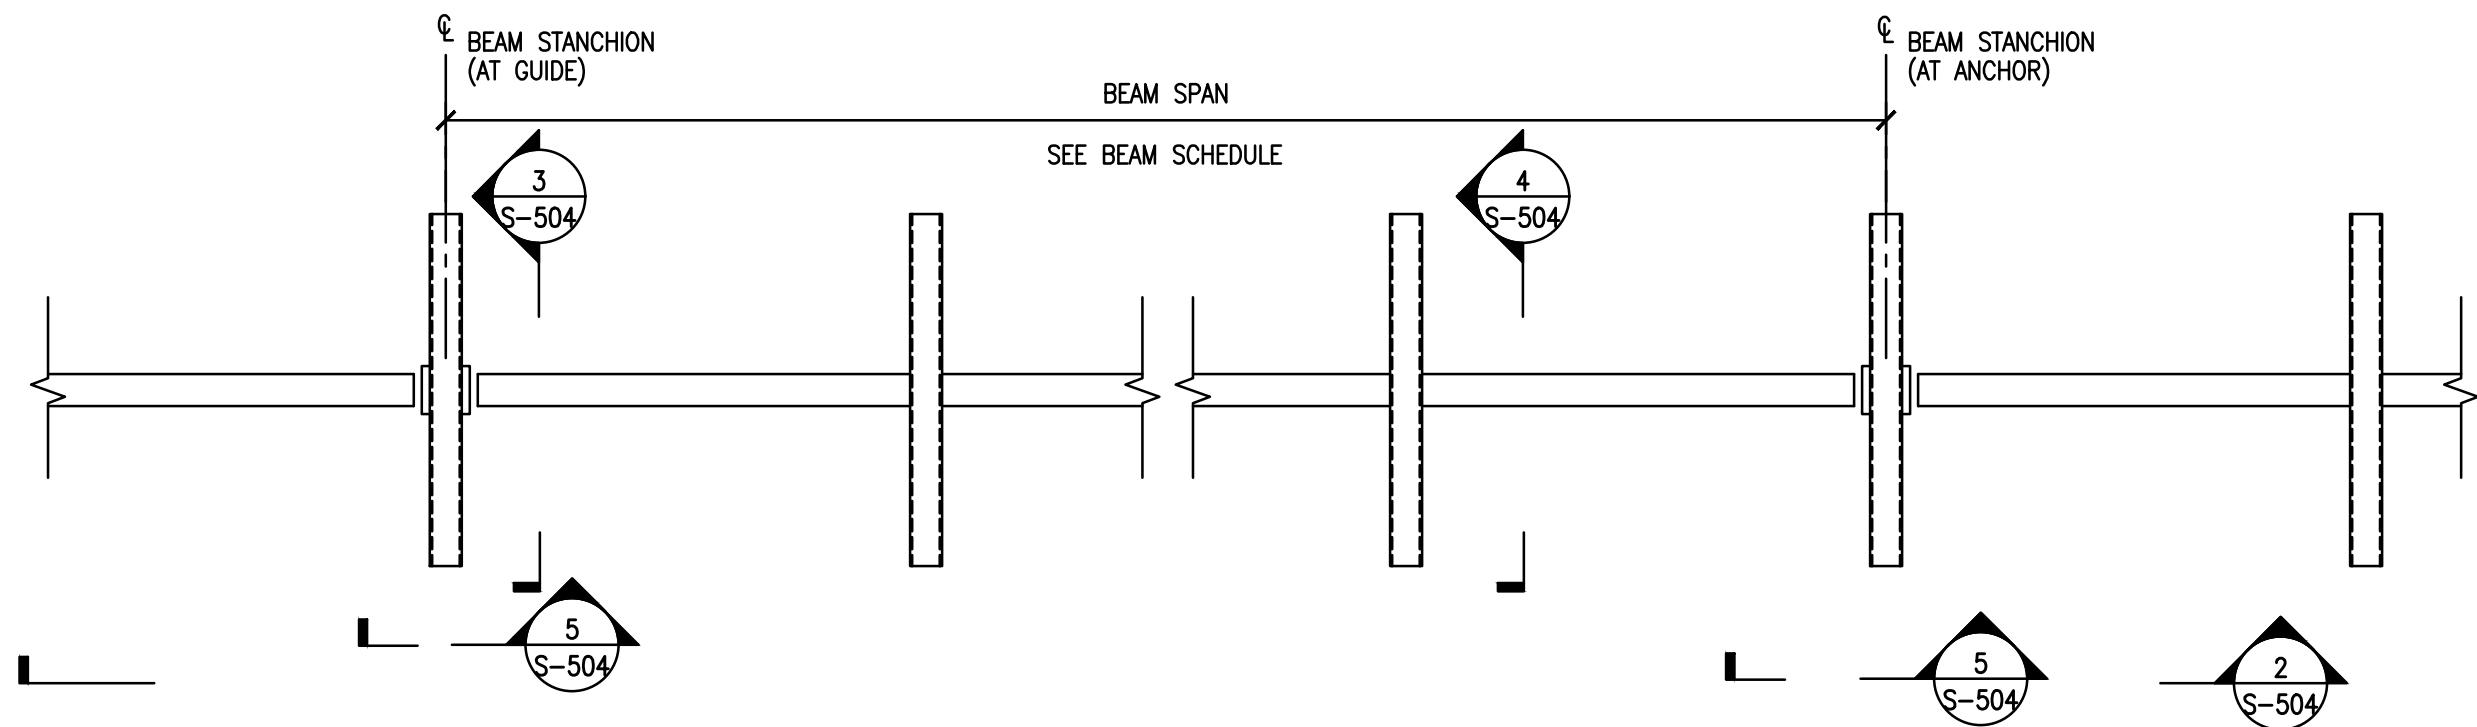 ℄ BEAM STANCHION
(AT GUIDE)
℄ BEAM STANCHION
(AT ANCHOR)
BEAM SPAN
SEE BEAM SCHEDULE
3
S-504
4
S-504
5
S-504
5
S-504
2
S-504